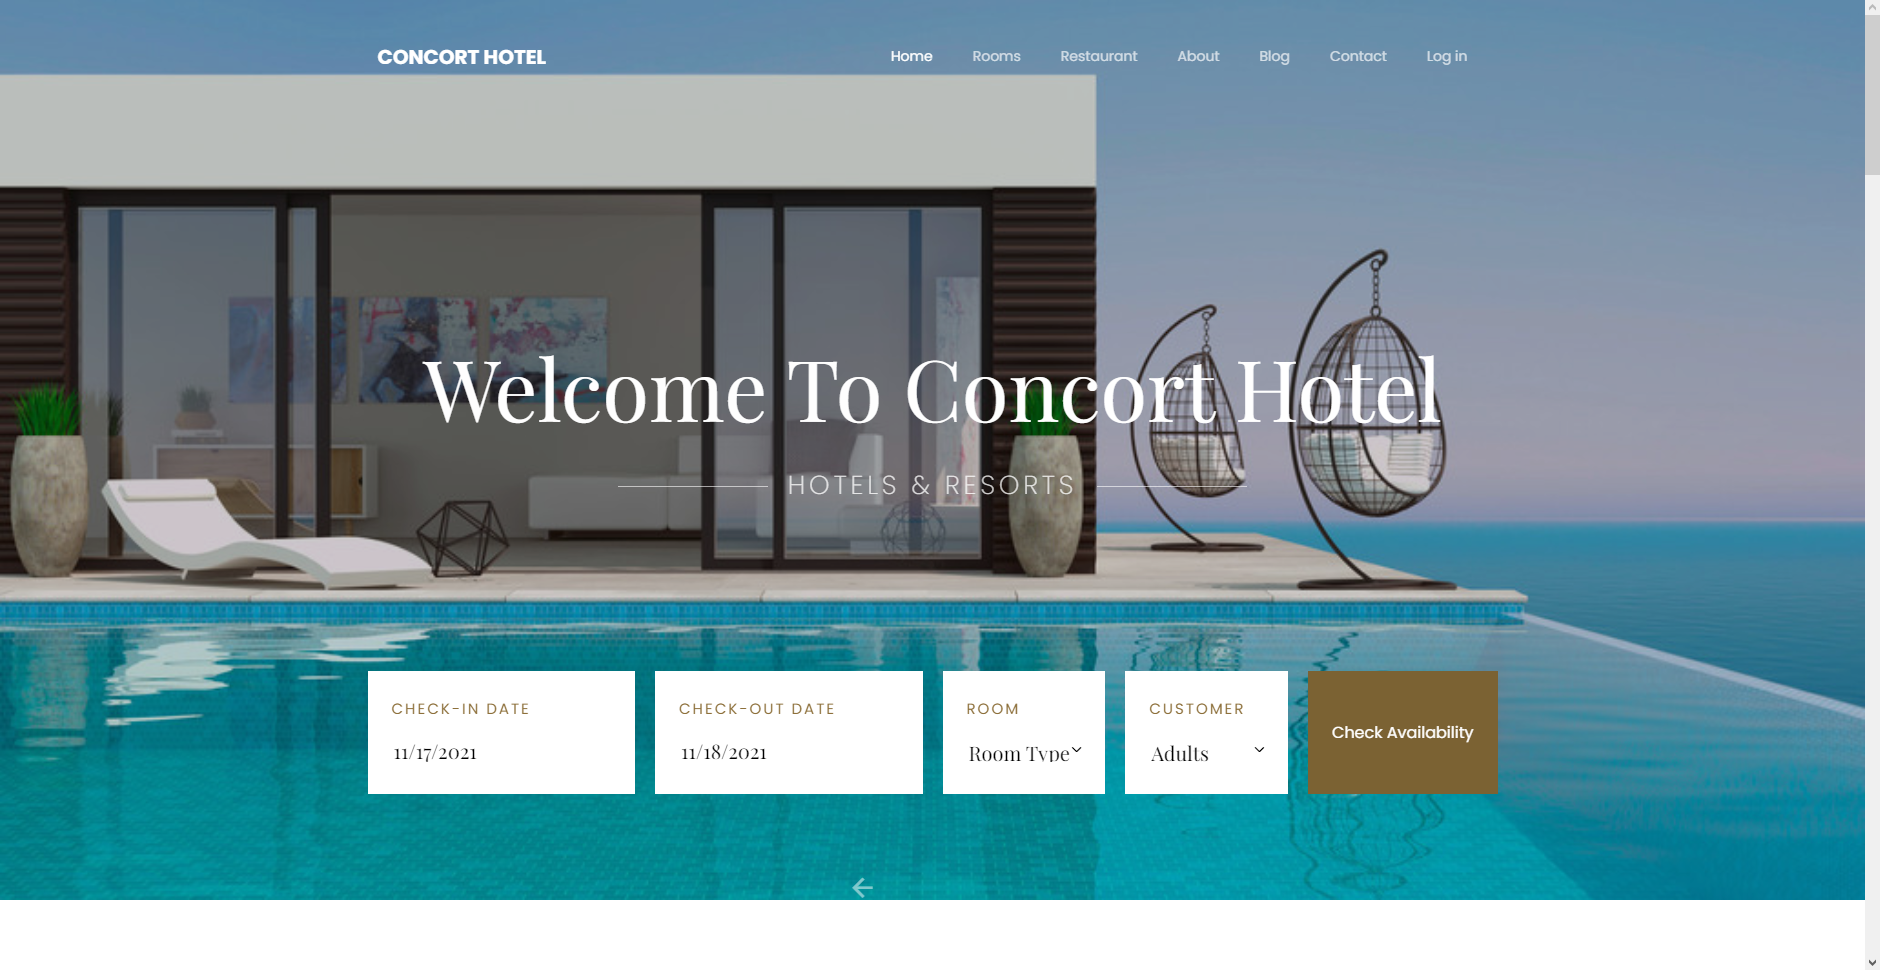 CONCORT HOTEL
Home Rooms Restaurant About Blog Contact Log in
Welcome To Concort Hotel
HOTELS & RESORTS
CHECK-IN DATE
11/17/2021
CHECK-OUT DATE
11/18/2021
ROOM
Room Type
CUSTOMER
Adults
Check Availability